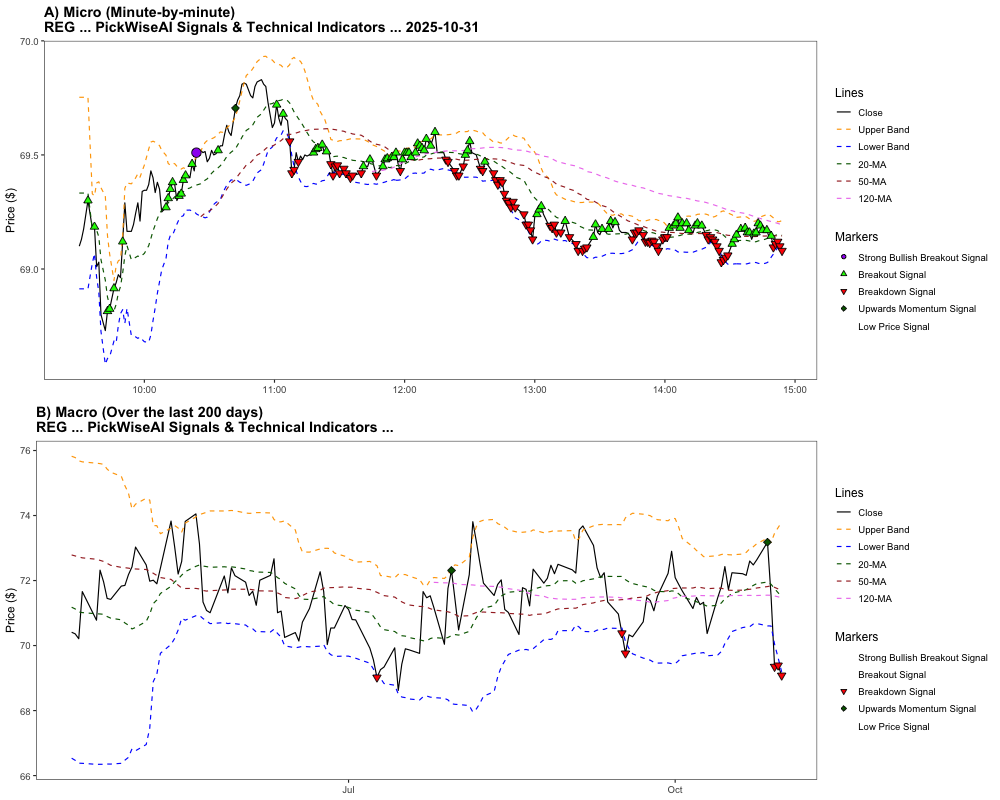 A) Micro (Minute-by-minute)
REG ... PickWiseAI Signals & Technical Indicators ... 2025-10-31
Price ($)
70.0
69.5
69.0
10:00
11:00
12:00
13:00
14:00
15:00
Lines
Close
Upper Band
Lower Band
20-MA
50-MA
120-MA
Markers
Strong Bullish Breakout Signal
Breakout Signal
Breakdown Signal
Upwards Momentum Signal
Low Price Signal
B) Macro (Over the last 200 days)
REG ... PickWiseAI Signals & Technical Indicators ...
Price ($)
76
74
72
70
68
66
Jul
Oct
Lines
Close
Upper Band
Lower Band
20-MA
50-MA
120-MA
Markers
Strong Bullish Breakout Signal
Breakout Signal
Breakdown Signal
Upwards Momentum Signal
Low Price Signal